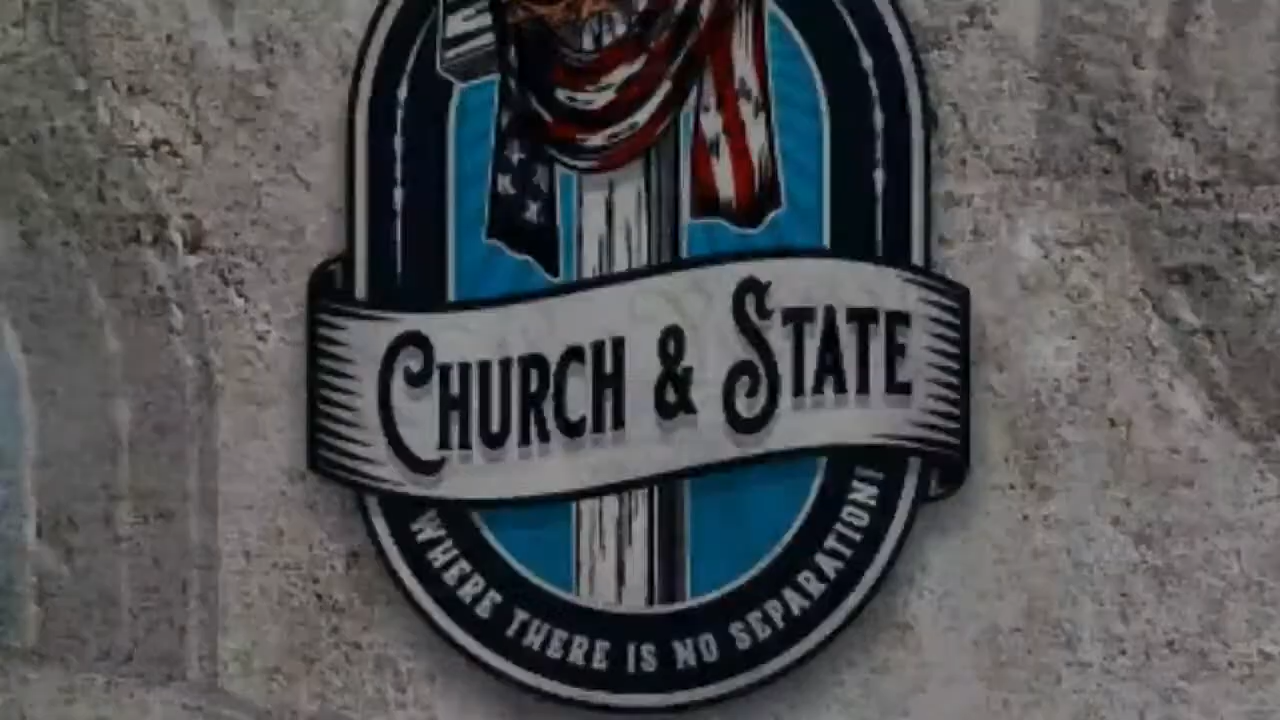 CHURCH & STATE
WHERE THERE IS NO SEPARATION!